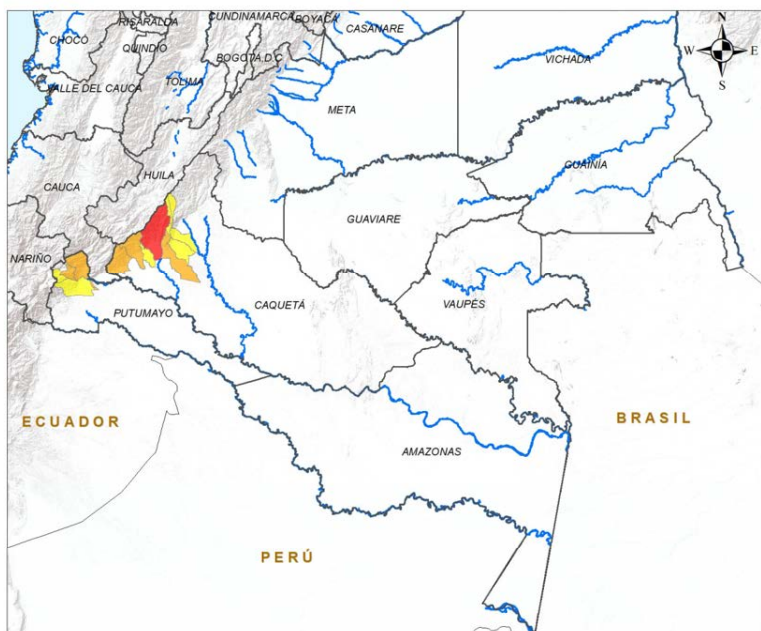 RISARALDA
CUNDINAMARCA
BOYACÁ
CASANARE
N
CHOCÓ
QUINDIO
BOGOTA.D.C
W
E
VICHADA
S
TOLIMA
VALLE DEL CAUCA
META
GUAINÍA
HUILA
CAUCA
GUAVIARE
NARIÑO
CAQUETÁ
VAUPÉS
PUTUMAYO
ECUADOR
BRASIL
AMAZONAS
PERÚ